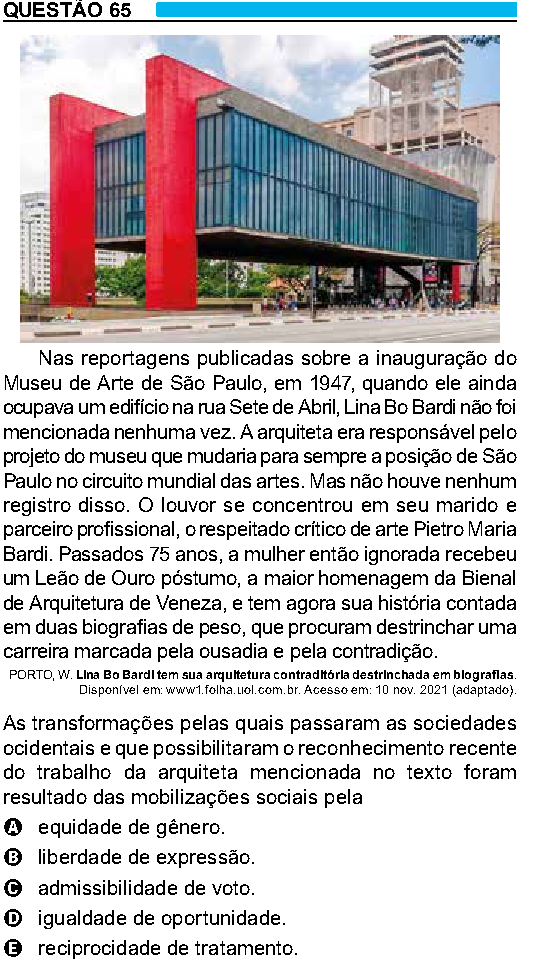 QUESTÃO 65
Nas reportagens publicadas sobre a inauguração do
Museu de Arte de São Paulo, em 1947, quando ele ainda
ocupava um edifício na rua Sete de Abril, Lina Bo Bardi não foi
mencionada nenhuma vez. A arquiteta era responsável pelo
projeto do museu que mudaria para sempre a posição de São
Paulo no circuito mundial das artes. Mas não houve nenhum
registro disso. O louvor se concentrou em seu marido e
parceiro profissional, o respeitado crítico de arte Pietro Maria
Bardi. Passados 75 anos, a mulher então ignorada recebeu
um Leão de Ouro póstumo, a maior homenagem da Bienal
de Arquitetura de Veneza, e tem agora sua história contada
em duas biografias de peso, que procuram destrinchar uma
carreira marcada pela ousadia e pela contradição.
PORTO, W. Lina Bo Bardi tem sua arquitetura contraditória destrinchada em biografias.
Disponível em: www1.folha.uol.com.br. Acesso em: 10 nov. 2021 (adaptado).
As transformações pelas quais passaram as sociedades
ocidentais e que possibilitaram o reconhecimento recente
do trabalho da arquiteta mencionada no texto foram
resultado das mobilizações sociais pela
A equidade de gênero.
B liberdade de expressão.
C admissibilidade de voto.
D igualdade de oportunidade.
E reciprocidade de tratamento.